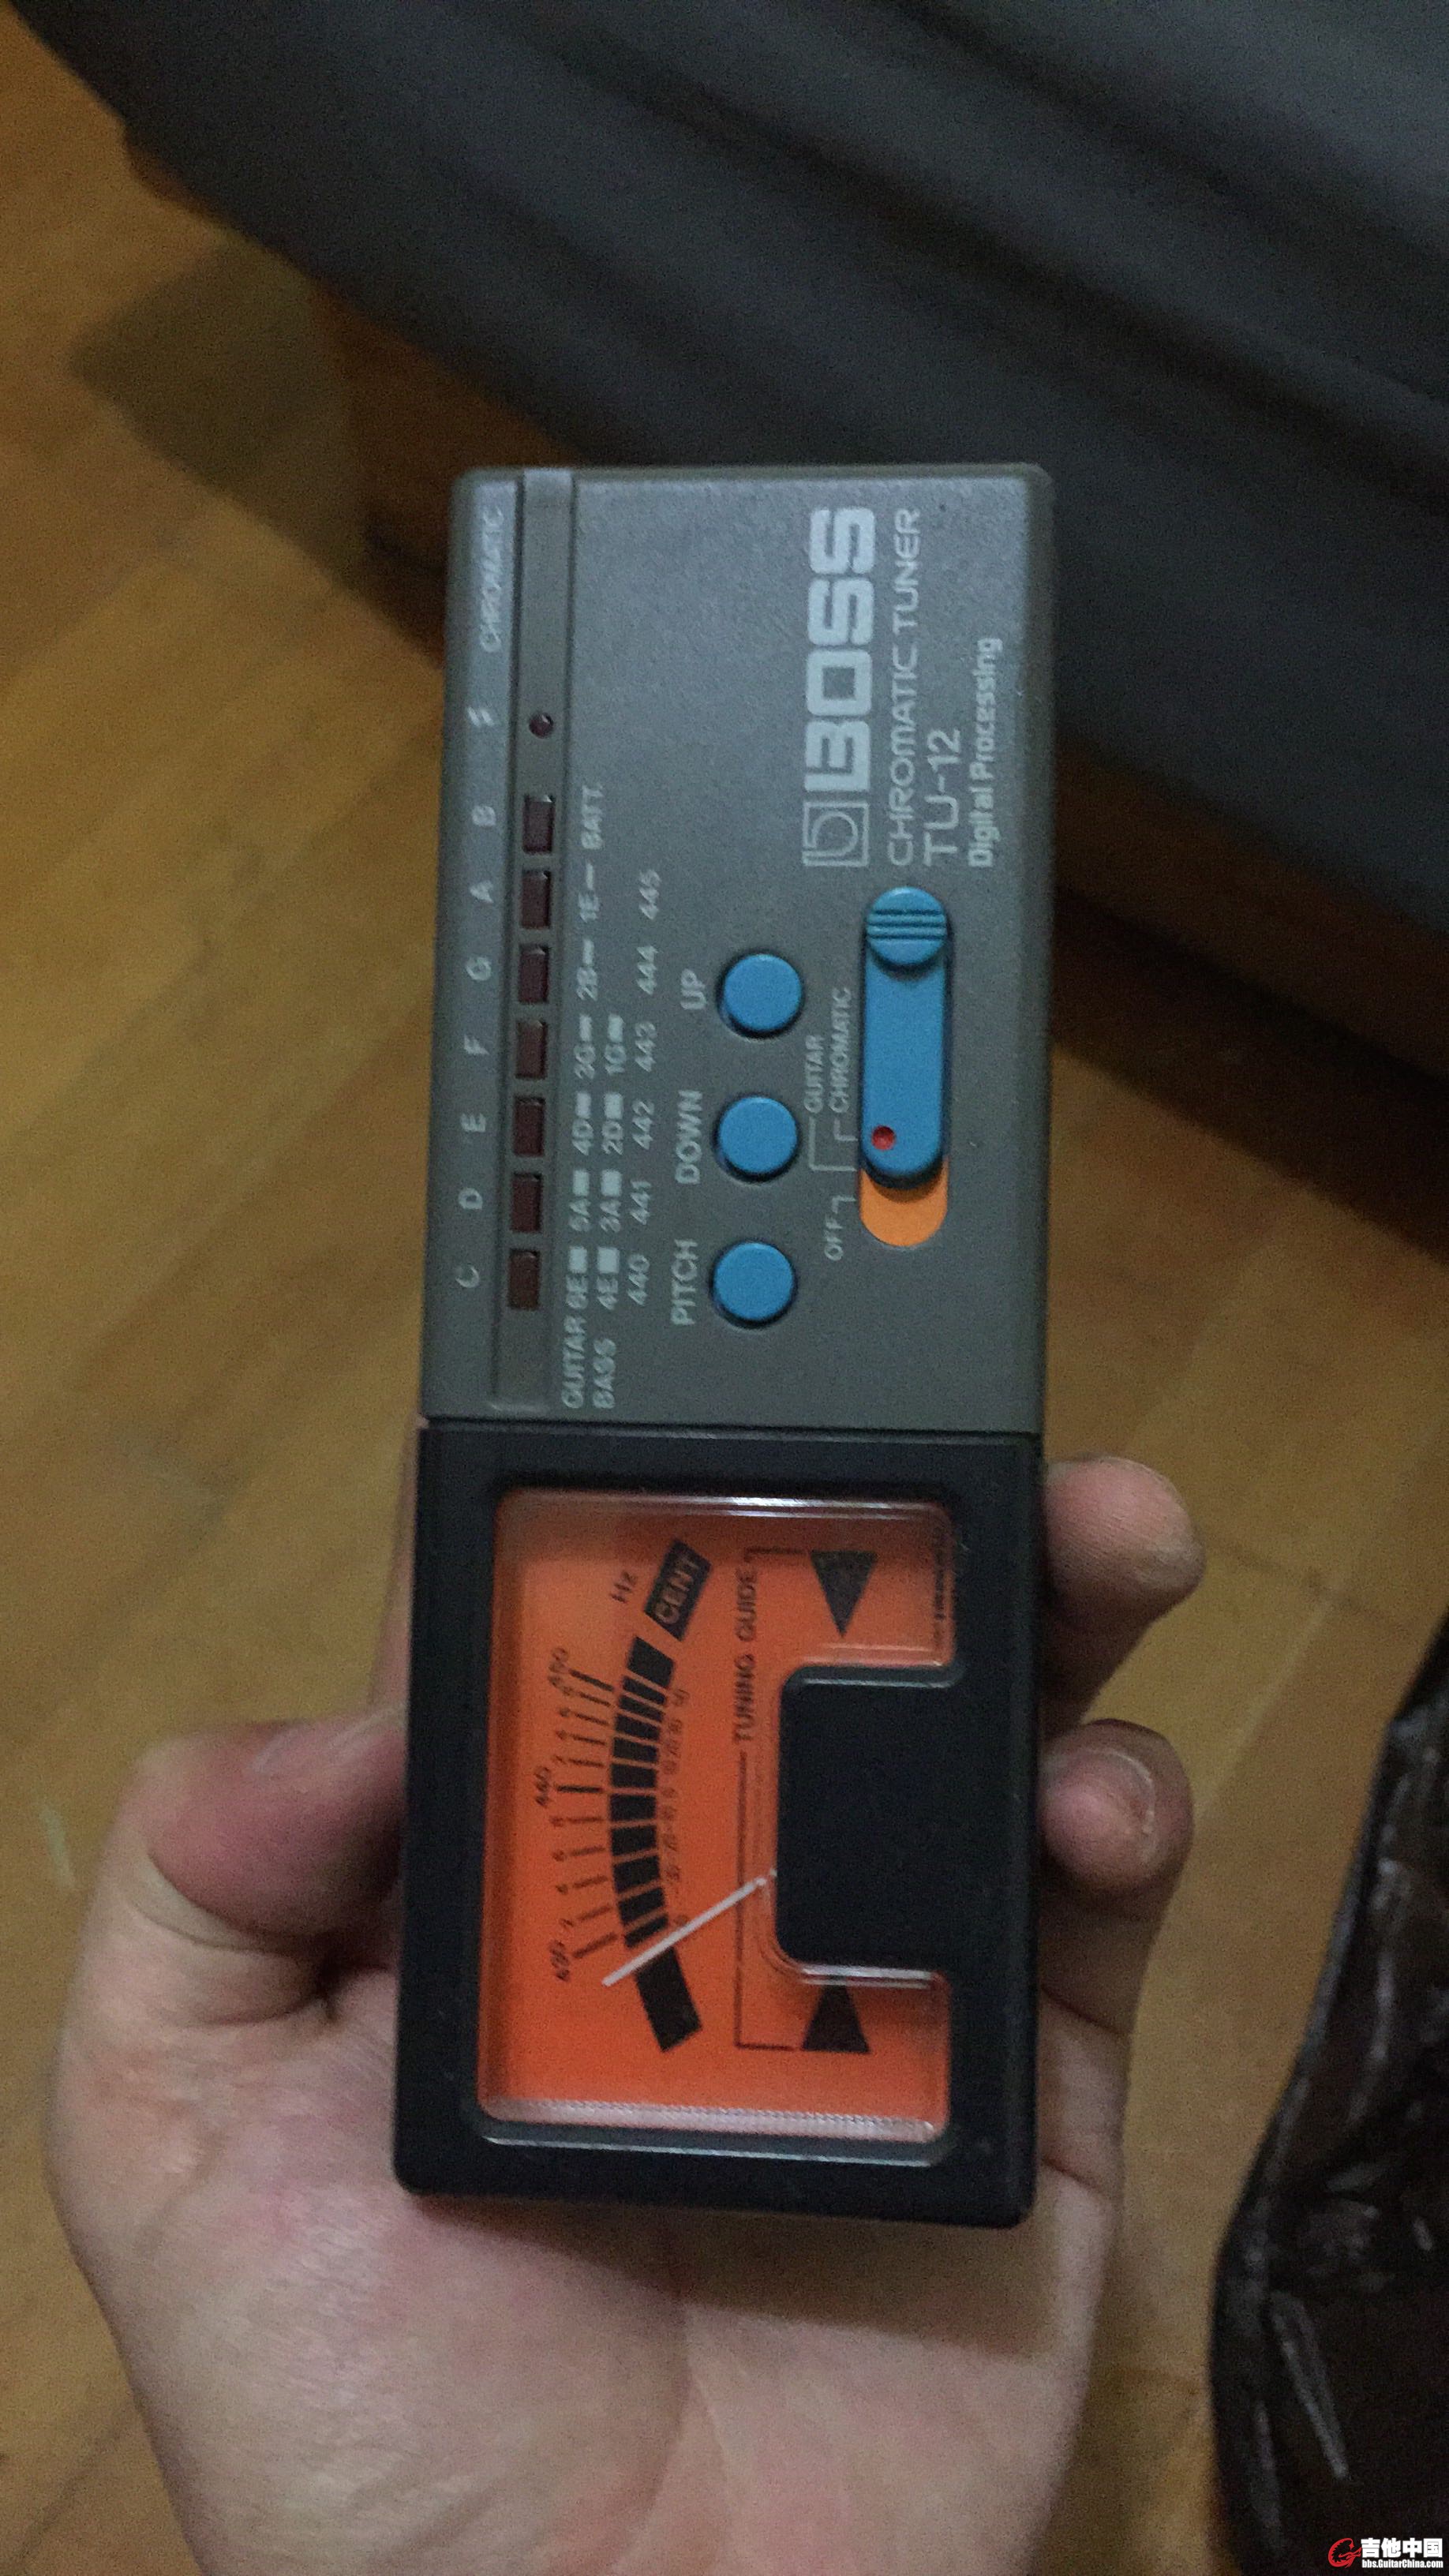 C D E F G A B ♯ CHROMATIC
GUITAR 6E 5A 4D 3G 2B 1E BATT.
BASS 4E 3A 2D 1G
440 441 442 443 444 445
PITCH DOWN UP
OFF GUITAR
CHROMATIC
BOSS
CHROMATIC TUNER
TU-12
Digital Processing
440 450 Hz
CENT
TUNING GUIDE
吉他中国
bbs.GuitarChina.com